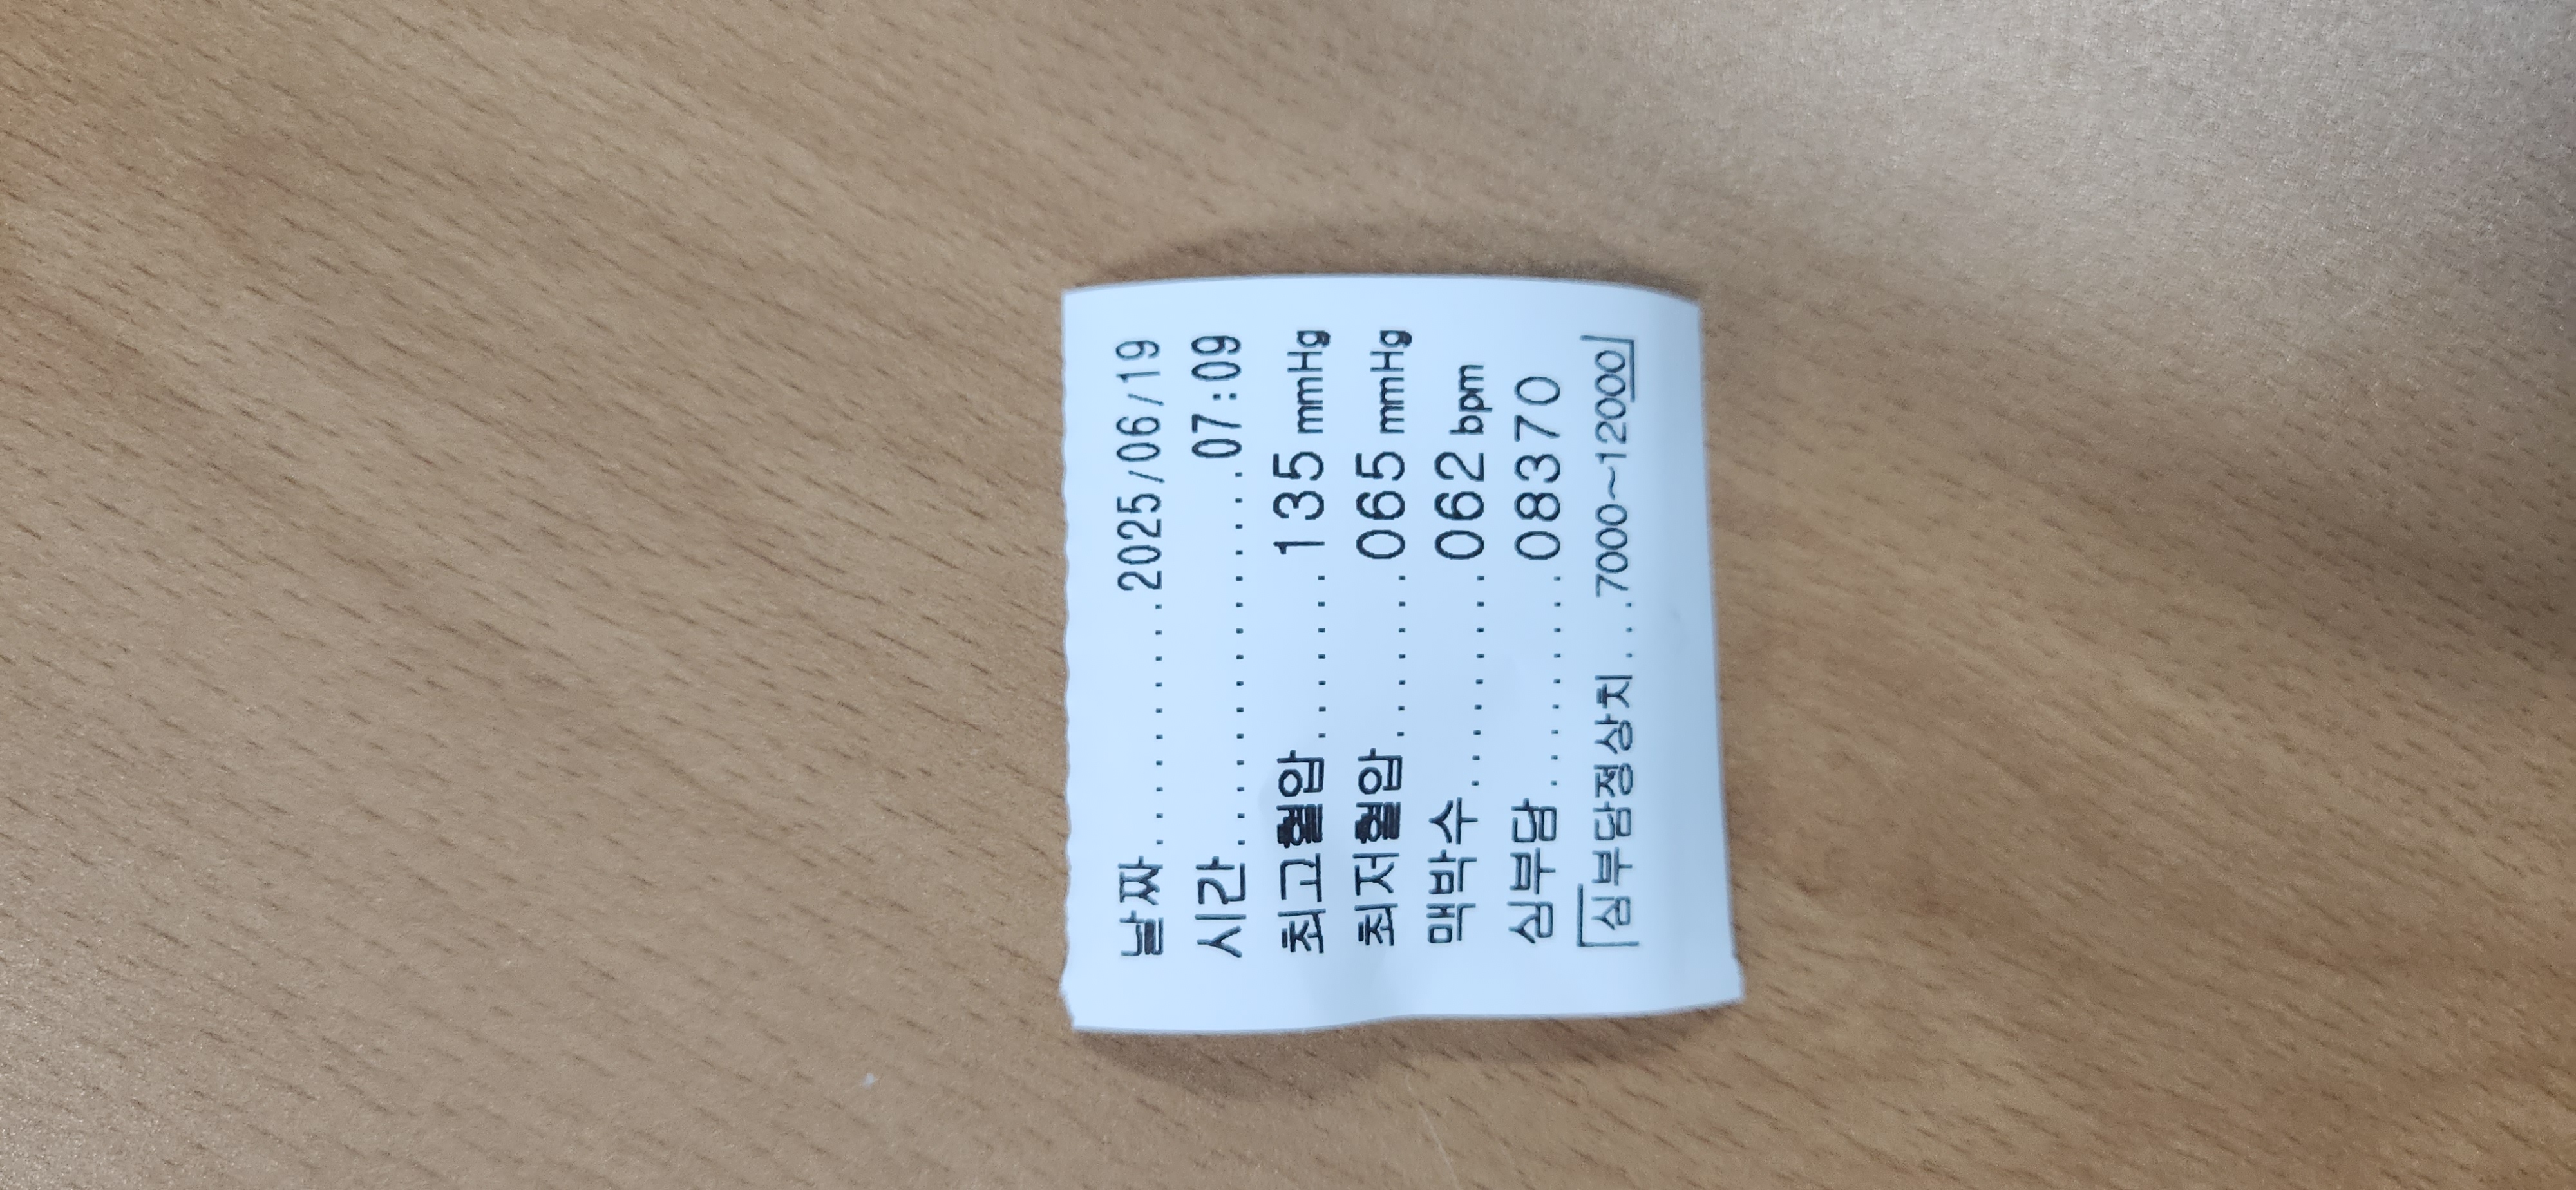 날짜..........2025/06/19
시간...............07:09
최고혈압.......135 mmHg
최저혈압.......065 mmHg
맥박수.........062 bpm
심부담.........08370
심부담정상치...7000~12000